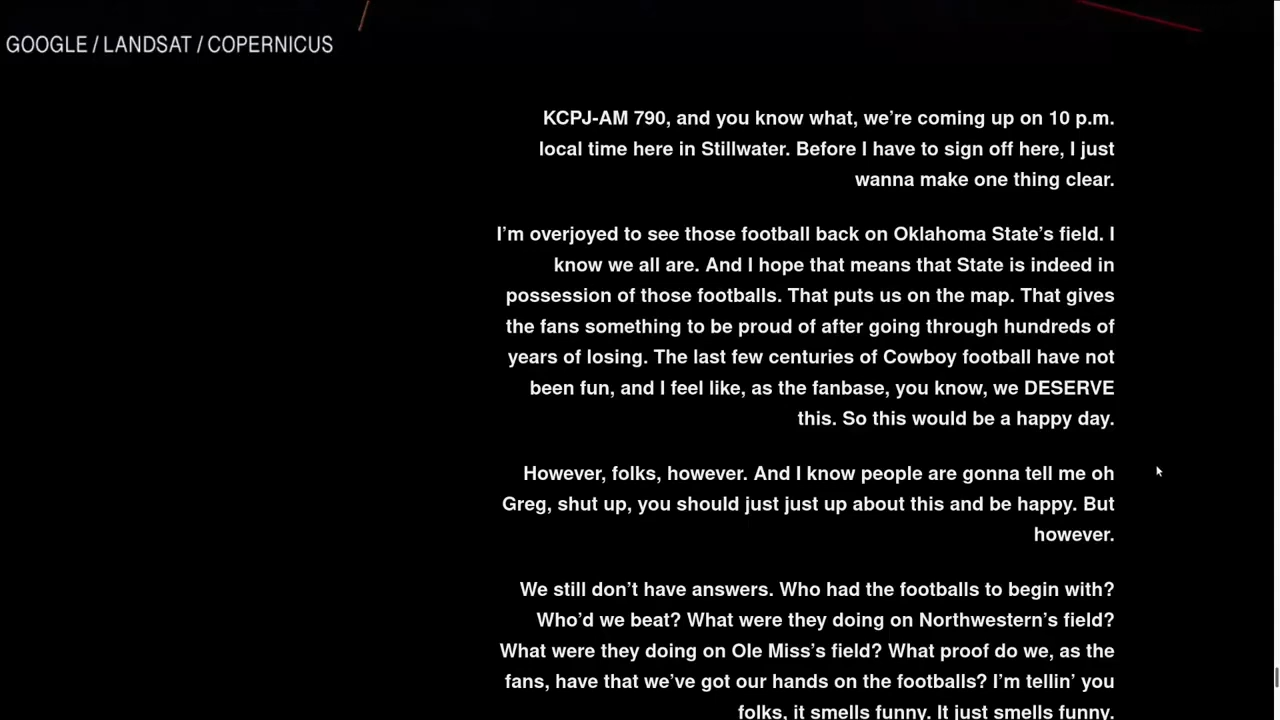 GOOGLE / LANDSAT / COPERNICUS
KCPJ-AM 790, and you know what, we’re coming up on 10 p.m.
local time here in Stillwater. Before I have to sign off here, I just
wanna make one thing clear.
I’m overjoyed to see those football back on Oklahoma State’s field. I
know we all are. And I hope that means that State is indeed in
possession of those footballs. That puts us on the map. That gives
the fans something to be proud of after going through hundreds of
years of losing. The last few centuries of Cowboy football have not
been fun, and I feel like, as the fanbase, you know, we DESERVE
this. So this would be a happy day.
However, folks, however. And I know people are gonna tell me oh
Greg, shut up, you should just just up about this and be happy. But
however.
We still don’t have answers. Who had the footballs to begin with?
Who’d we beat? What were they doing on Northwestern’s field?
What were they doing on Ole Miss’s field? What proof do we, as the
fans, have that we’ve got our hands on the footballs? I’m tellin’ you
folks, it smells funny. It just smells funny.